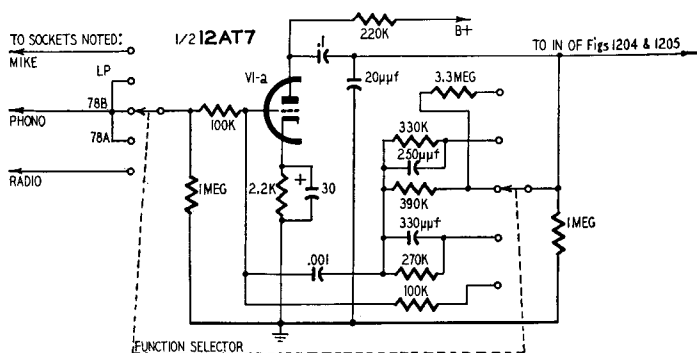 TO SOCKETS NOTED:
MIKE
LP
78B
PHONO
78A
RADIO
1/2 12AT7
V1-a
220K
B+
.1
TO IN OF Figs 1204 & 1205
20µµf
3.3MEG
100K
330K
250µµf
390K
1MEG
2.2K
+
30
330µµf
1MEG
.001
270K
100K
FUNCTION SELECTOR